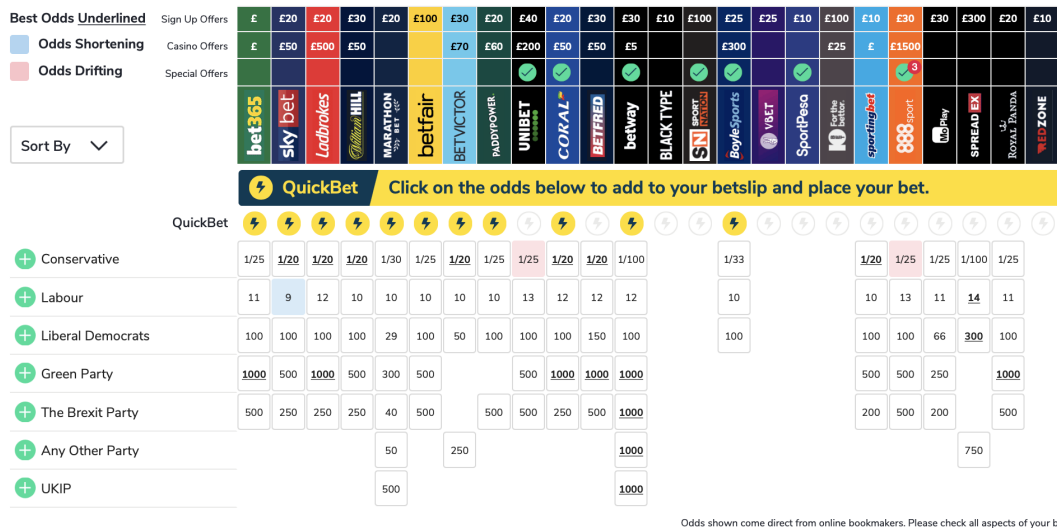 Best Odds Underlined Sign Up Offers £ £20 £20 £30 £20 £100 £30 £20 £40 £20 £30 £30 £10 £100 £25 £25 £10 £100 £10 £30 £30 £300 £20 £10
Odds Shortening Casino Offers £ £50 £500 £50 £70 £60 £200 £50 £50 £5 £300 £25 £ £1500
Odds Drifting Special Offers 3
bet365 sky bet Ladbrokes William HILL MARATHON BET betfair BETVICTOR PADDYPOWER. UNIBET CORAL BETFRED betway BLACK TYPE SN SPORT NATION BoyleSports VBET SportPesa 10 For the bettor. sportingbet 888sport MoPlay SPREADEX ROYAL PANDA REDZONE
Sort By
QuickBet Click on the odds below to add to your betslip and place your bet.
QuickBet
Conservative 1/25 1/20 1/20 1/20 1/30 1/25 1/20 1/25 1/25 1/20 1/20 1/100 1/33 1/20 1/25 1/25 1/100 1/25
Labour 11 9 12 10 10 10 10 10 13 12 12 12 10 10 13 11 14 11
Liberal Democrats 100 100 100 100 29 100 50 100 100 100 150 100 100 100 100 66 300 100
Green Party 1000 500 1000 500 300 500 500 1000 1000 1000 500 500 250 1000
The Brexit Party 500 250 250 250 40 500 500 500 250 500 1000 200 500 200 500
Any Other Party 50 250 1000 750
UKIP 500 1000
Odds shown come direct from online bookmakers. Please check all aspects of your b